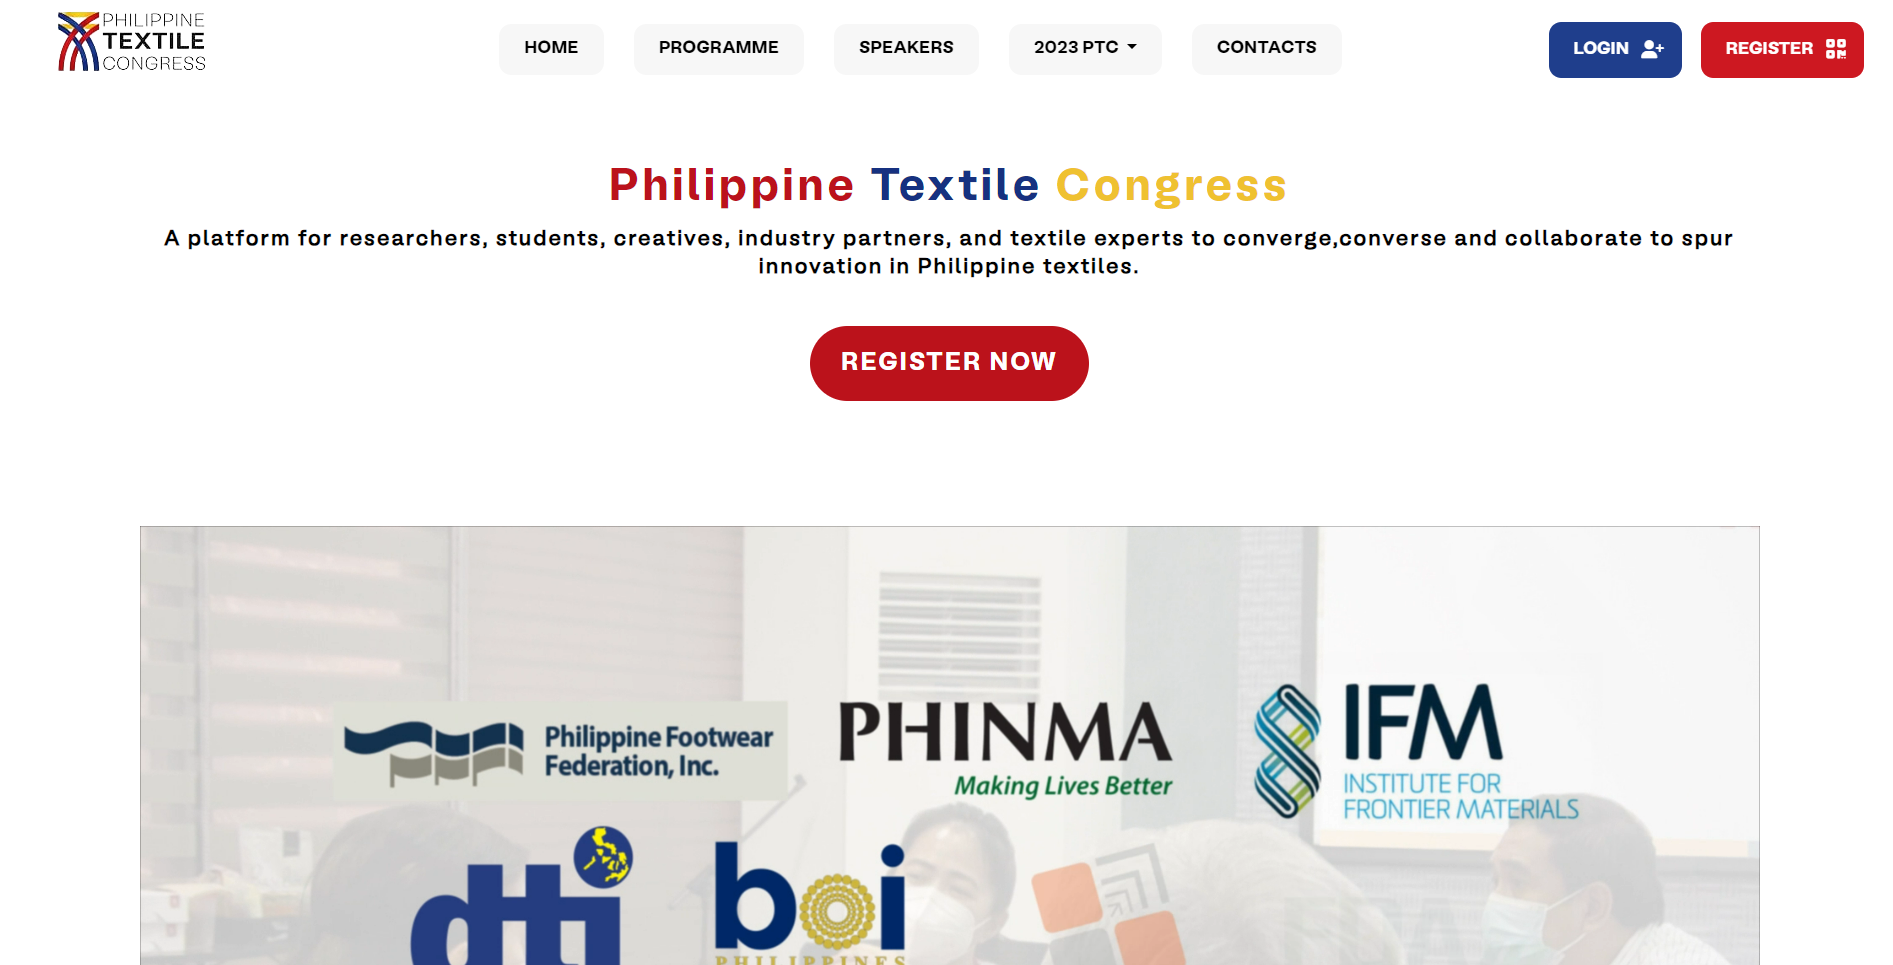 PHILIPPINE
TEXTILE
CONGRESS
HOME
PROGRAMME
SPEAKERS
2023 PTC
CONTACTS
LOGIN
REGISTER
Philippine Textile Congress
A platform for researchers, students, creatives, industry partners, and textile experts to converge,converse and collaborate to spur
innovation in Philippine textiles.
REGISTER NOW
Philippine Footwear
Federation, Inc.
PHINMA
Making Lives Better
IFM
INSTITUTE FOR
FRONTIER MATERIALS
dti
boi
PHILIPPINES